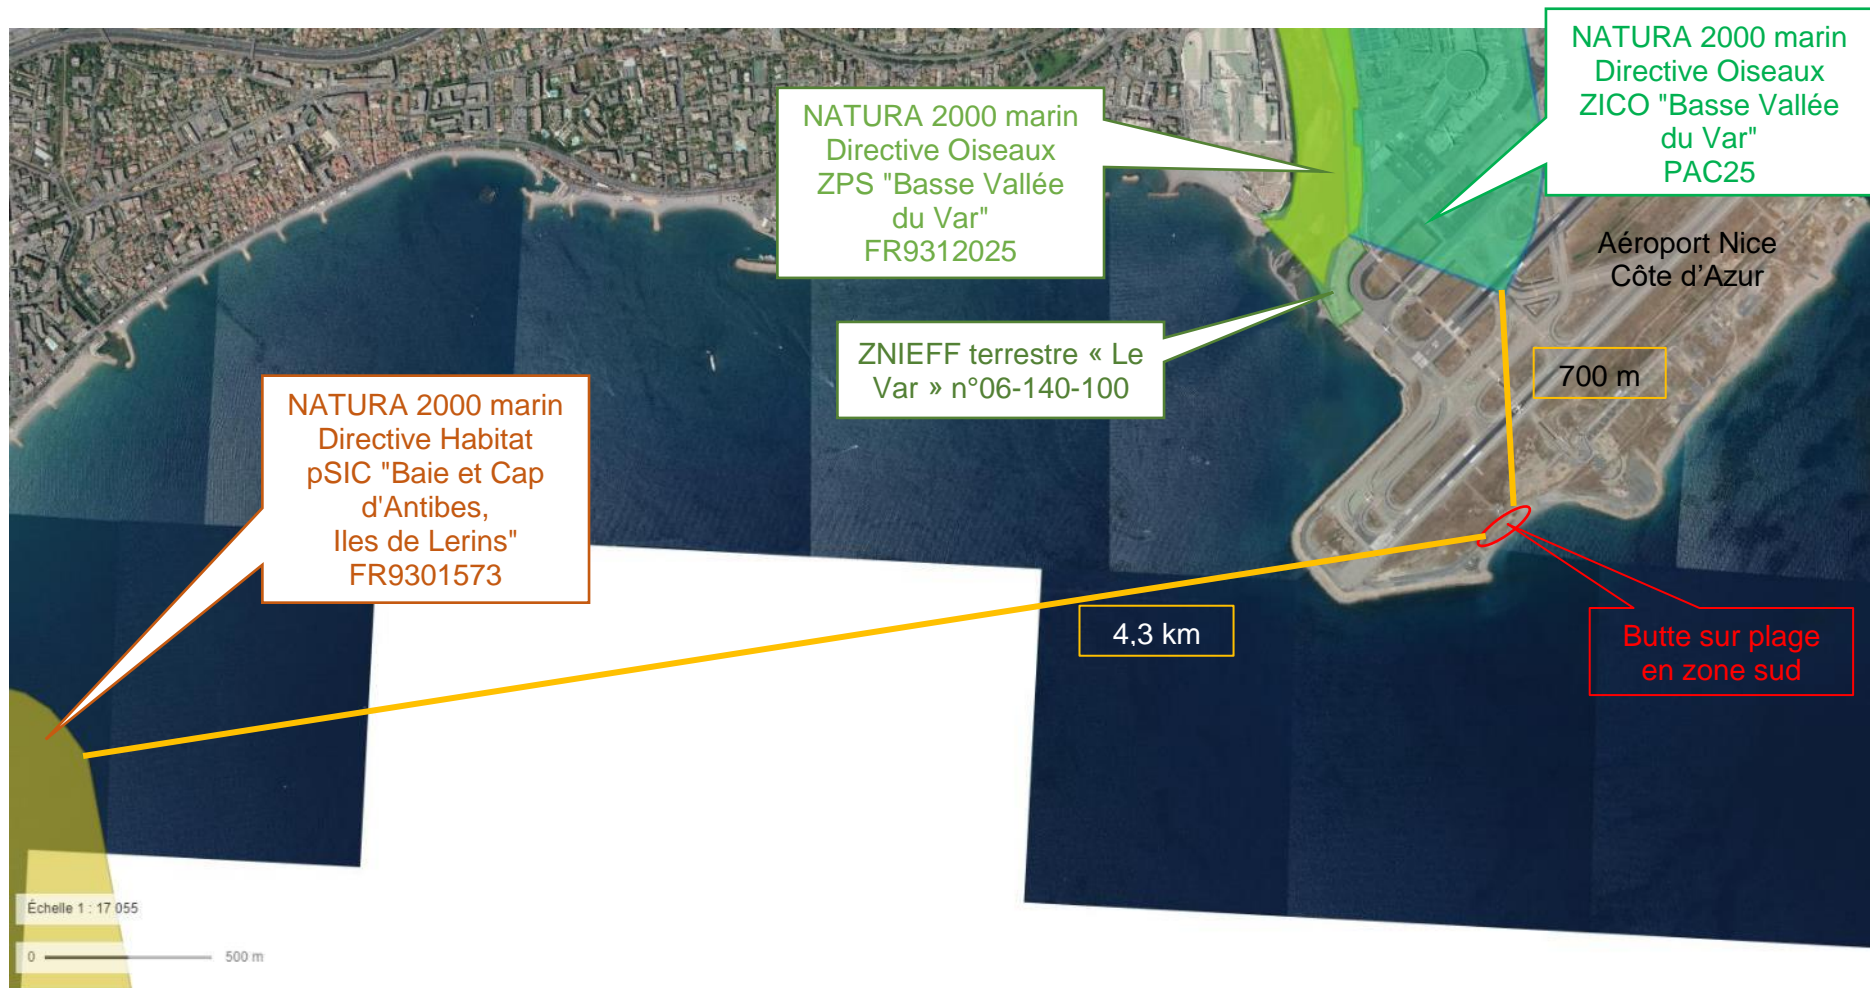 NATURA 2000 marin
Directive Oiseaux
ZICO "Basse Vallée
du Var"
PAC25
NATURA 2000 marin
Directive Oiseaux
ZPS "Basse Vallée
du Var"
FR9312025
Aéroport Nice
Côte d'Azur
ZNIEFF terrestre « Le
Var » n°06-140-100
700 m
NATURA 2000 marin
Directive Habitat
pSIC "Baie et Cap
d'Antibes,
Iles de Lerins"
FR9301573
4,3 km
Butte sur plage
en zone sud
Échelle 1 : 17 055
0 500 m